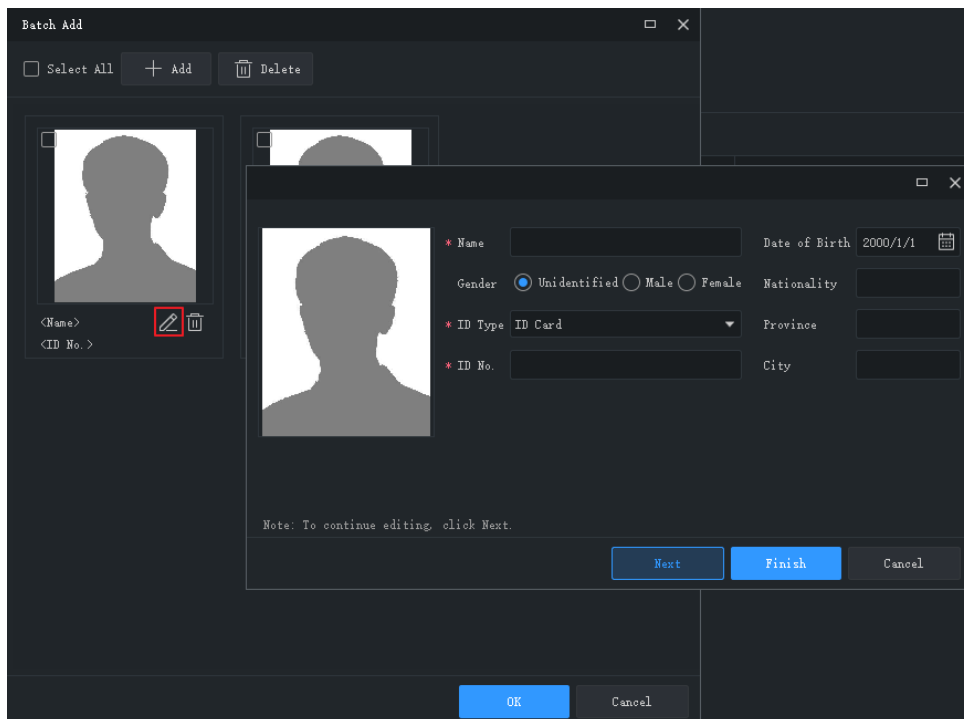 Batch Add
Select All
Add
Delete
<Name>
<ID No.>
* Name
Date of Birth 2000/1/1
Gender Unidentified Male Female
Nationality
* ID Type ID Card
Province
* ID No.
City
Note: To continue editing, click Next.
Next
Finish
Cancel
OK
Cancel